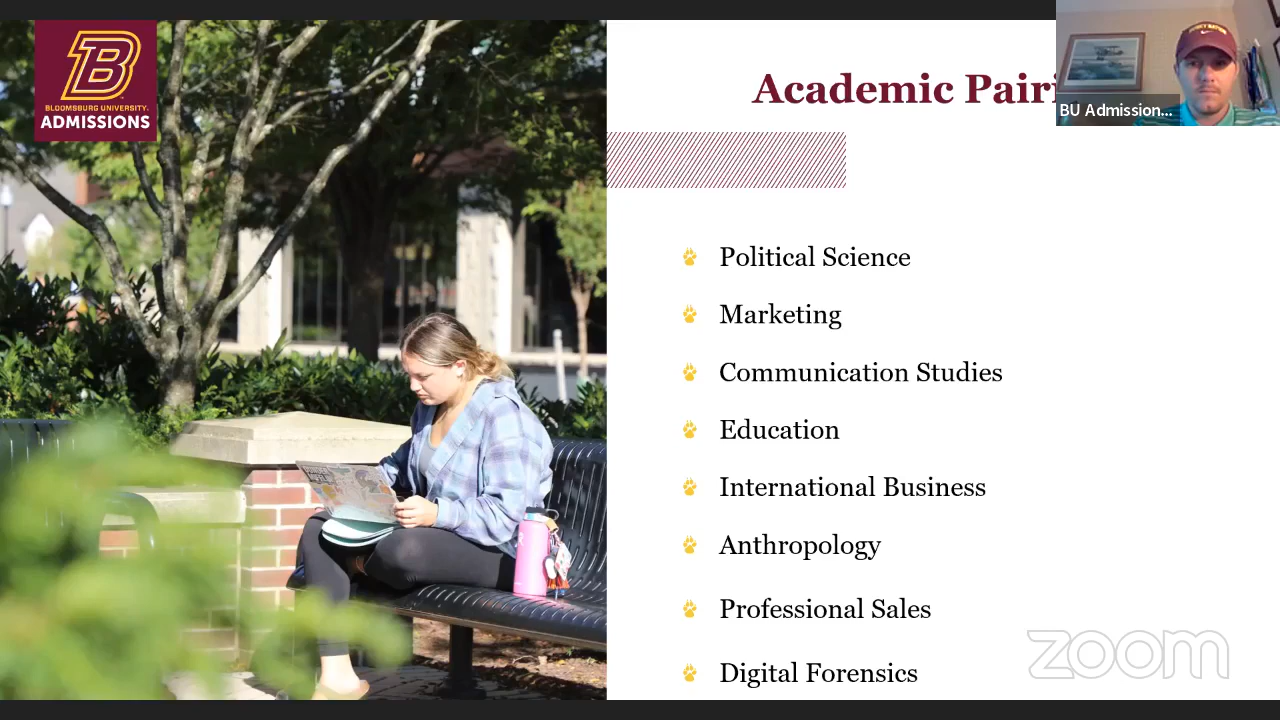 BLOOMSBURG UNIVERSITY.
ADMISSIONS
Academic
BU Admission...
Political Science
Marketing
Communication Studies
Education
International Business
Anthropology
Professional Sales
Digital Forensics
zoom